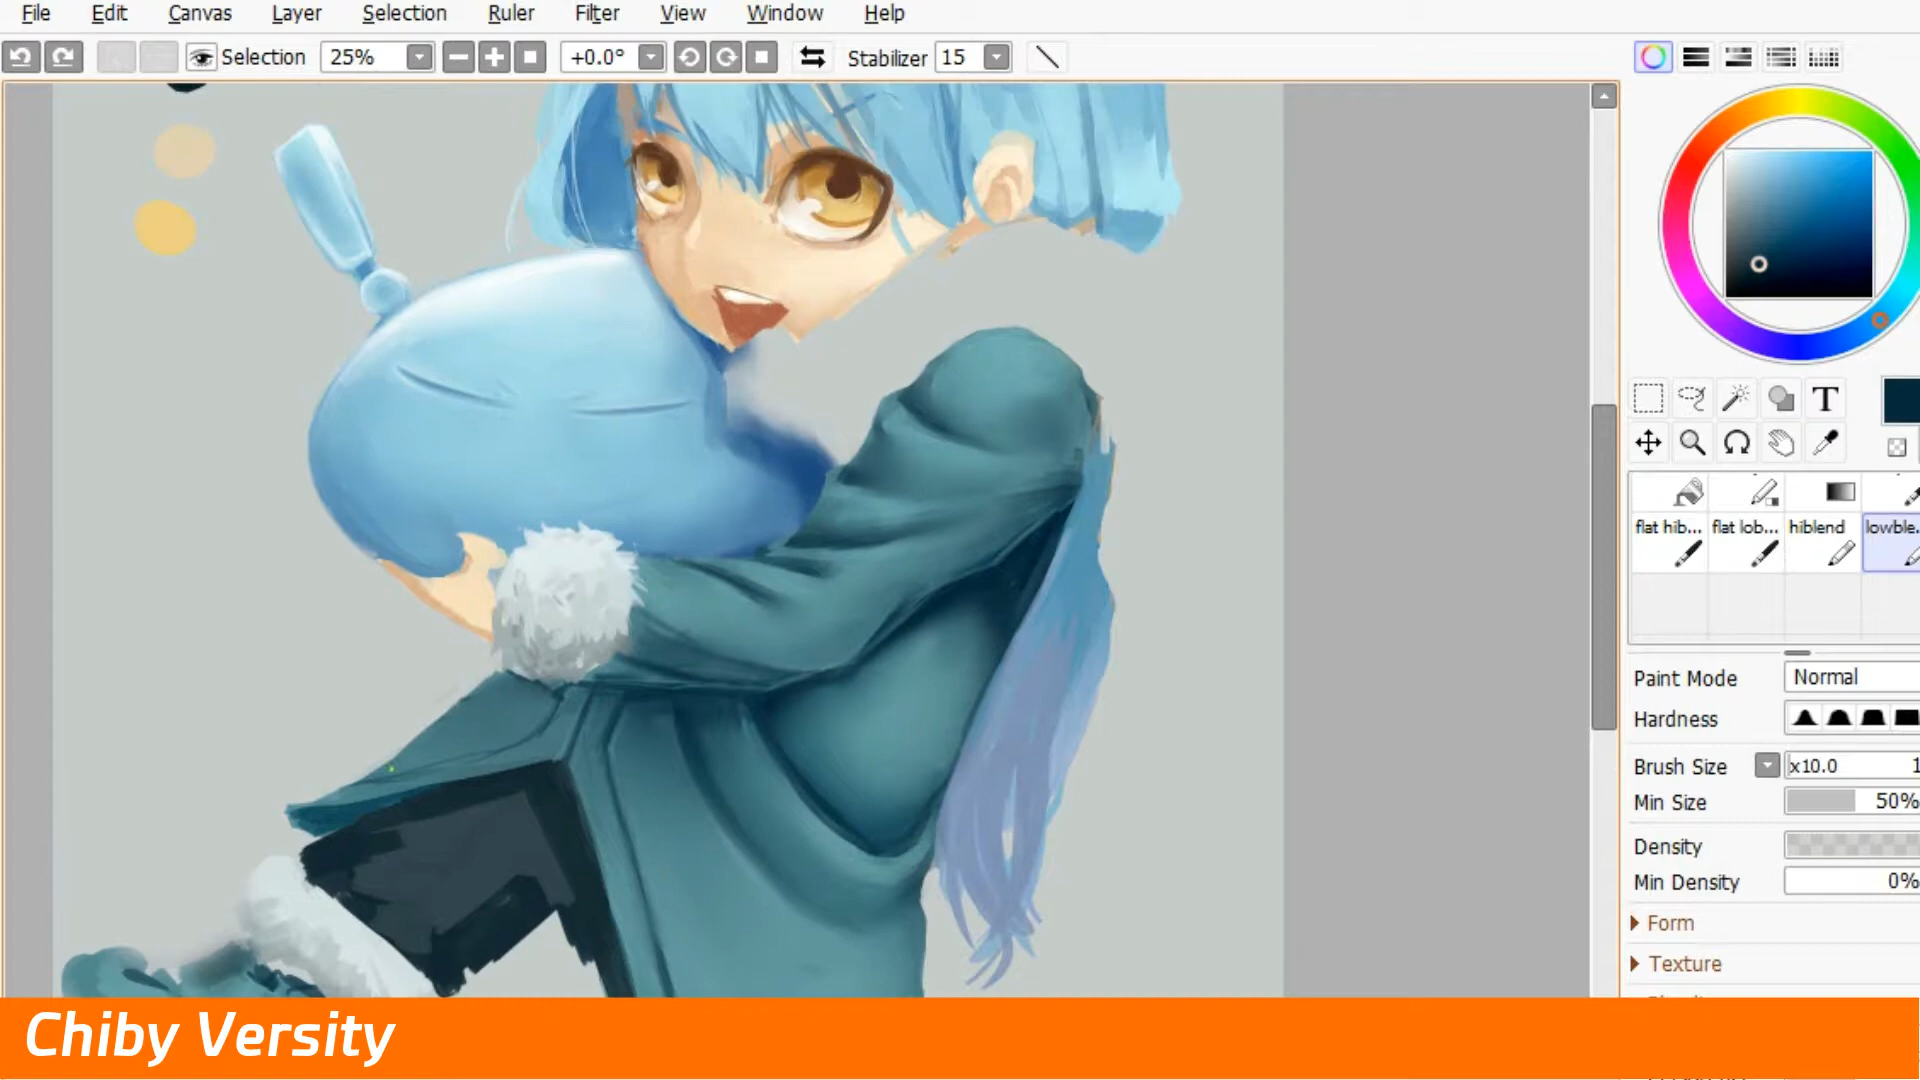 File Edit Canvas Layer Selection Ruler Filter View Window Help
Selection 25% +0.0° Stabilizer 15
T
flat hib... flat lob... hiblend lowble...
Paint Mode Normal
Hardness
Brush Size x10.0 1
Min Size 50%
Density
Min Density 0%
Form
Texture
Chiby Versity